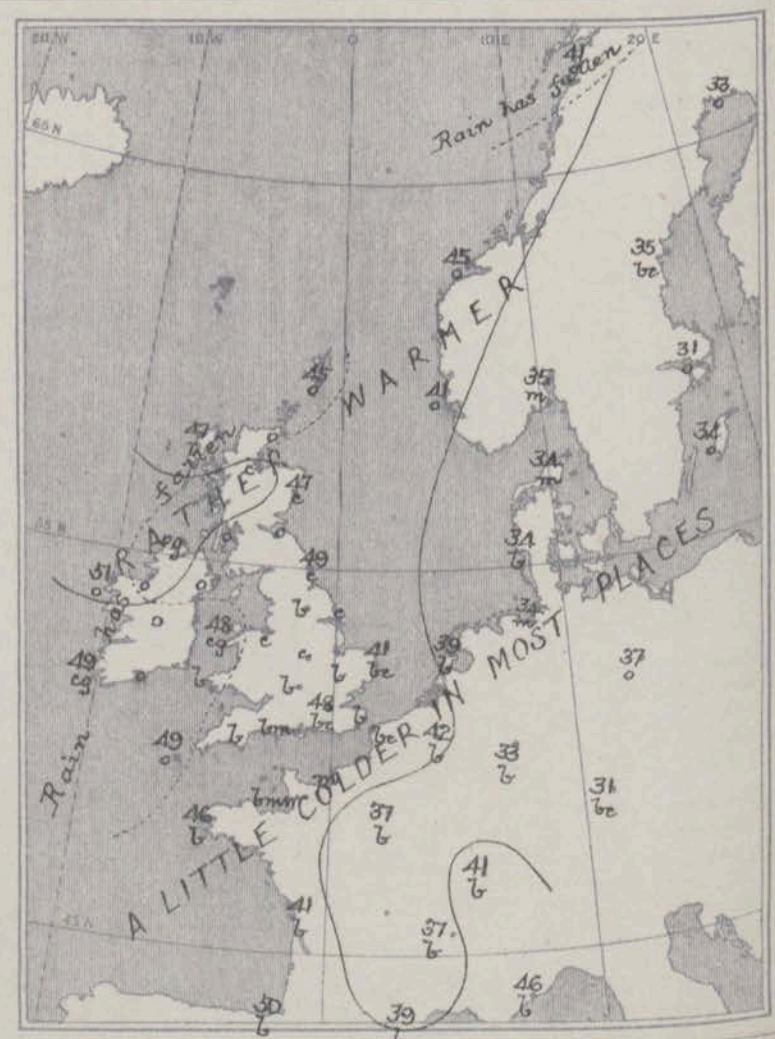 20 W
10 W
0
10 E
20 E
41
Rain has fallen
33
65 N
45
35
bc
WARMER
45
41
31
o
35
m
34
o
47
fallen
34
m
RATHER
47
c
55 N
34
b
cg
51
o
has
49
c
b
c
48
cg
c
c
34
m
49
cg
b
b
b
41
bc
39
b
37
o
49
o
b
bm
48
bc
b
bc
42
b
33
b
31
bc
Rain
bmm
46
b
37
b
A LITTLE COLDER IN MOST PLACES
41
b
41
b
45 N
37
b
46
b
39
b